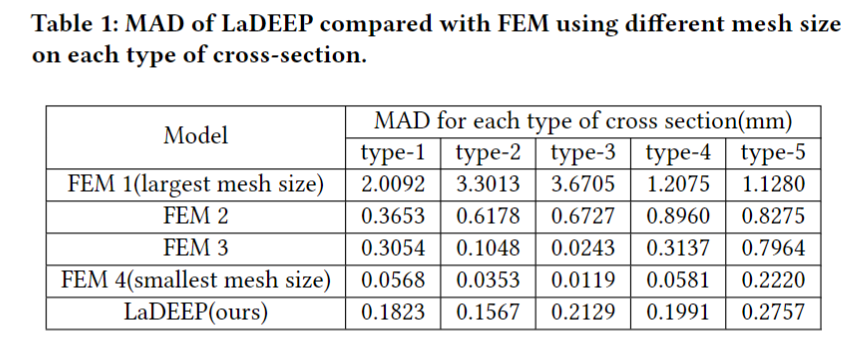 Table 1: MAD of LaDEEP compared with FEM using different mesh size
on each type of cross-section.
Model MAD for each type of cross section(mm)
type-1 type-2 type-3 type-4 type-5
FEM 1(largest mesh size) 2.0092 3.3013 3.6705 1.2075 1.1280
FEM 2 0.3653 0.6178 0.6727 0.8960 0.8275
FEM 3 0.3054 0.1048 0.0243 0.3137 0.7964
FEM 4(smallest mesh size) 0.0568 0.0353 0.0119 0.0581 0.2220
LaDEEP(ours) 0.1823 0.1567 0.2129 0.1991 0.2757